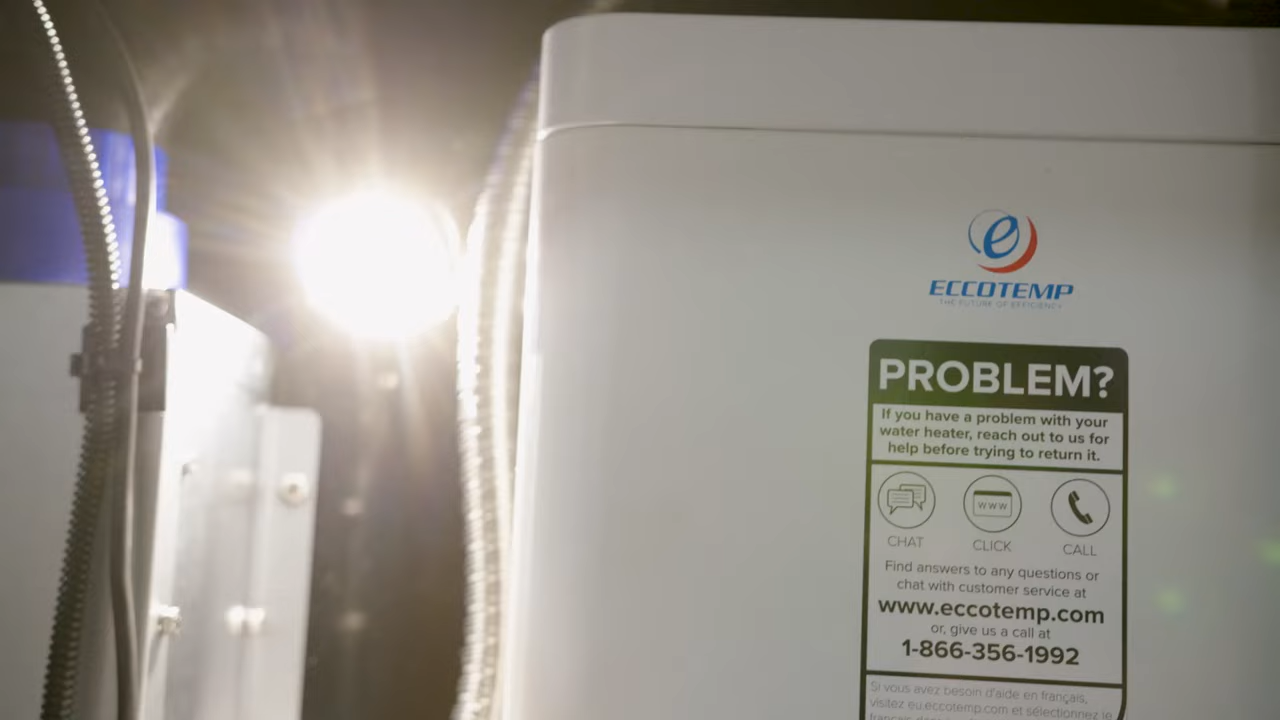 e
ECCOTEMP
THE FUTURE OF EFFICIENCY
PROBLEM?
If you have a problem with your
water heater, reach out to us for
help before trying to return it.
WWW
CHAT CLICK CALL
Find answers to any questions or
chat with customer service at
www.eccotemp.com
or, give us a call at
1-866-356-1992
Si vous avez besoin d'aide en français,
visitez eu.eccotemp.com et sélectionnez le
français